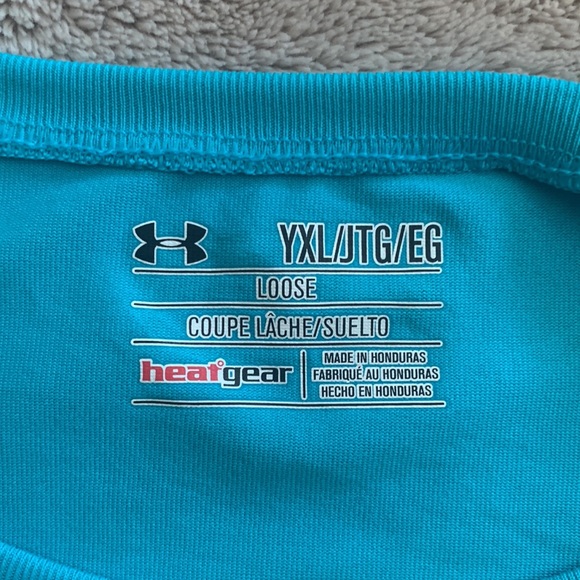 YXL/JTG/EG
LOOSE
COUPE LÂCHE/SUELTO
heatgear
MADE IN HONDURAS
FABRIQUÉ AU HONDURAS
HECHO EN HONDURAS